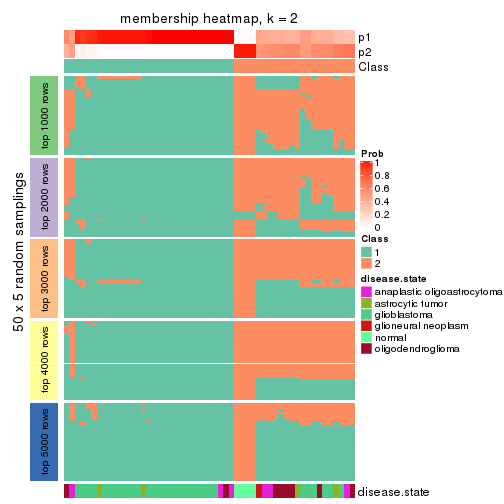 membership heatmap, k = 2
p1
p2
Class
50 x 5 random samplings
top 1000 rows
top 2000 rows
top 3000 rows
top 4000 rows
top 5000 rows
Prob
1
0.8
0.6
0.4
0.2
0
Class
1
2
disease.state
anaplastic oligoastrocytoma
astrocytic tumor
glioblastoma
glioneural neoplasm
normal
oligodendroglioma
disease.state